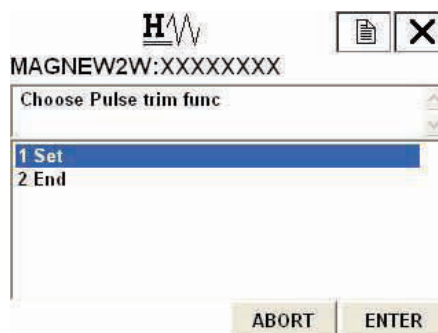 H
MAGNEW2W:XXXXXXXX
Choose Pulse trim func
1 Set
2 End
ABORT
ENTER